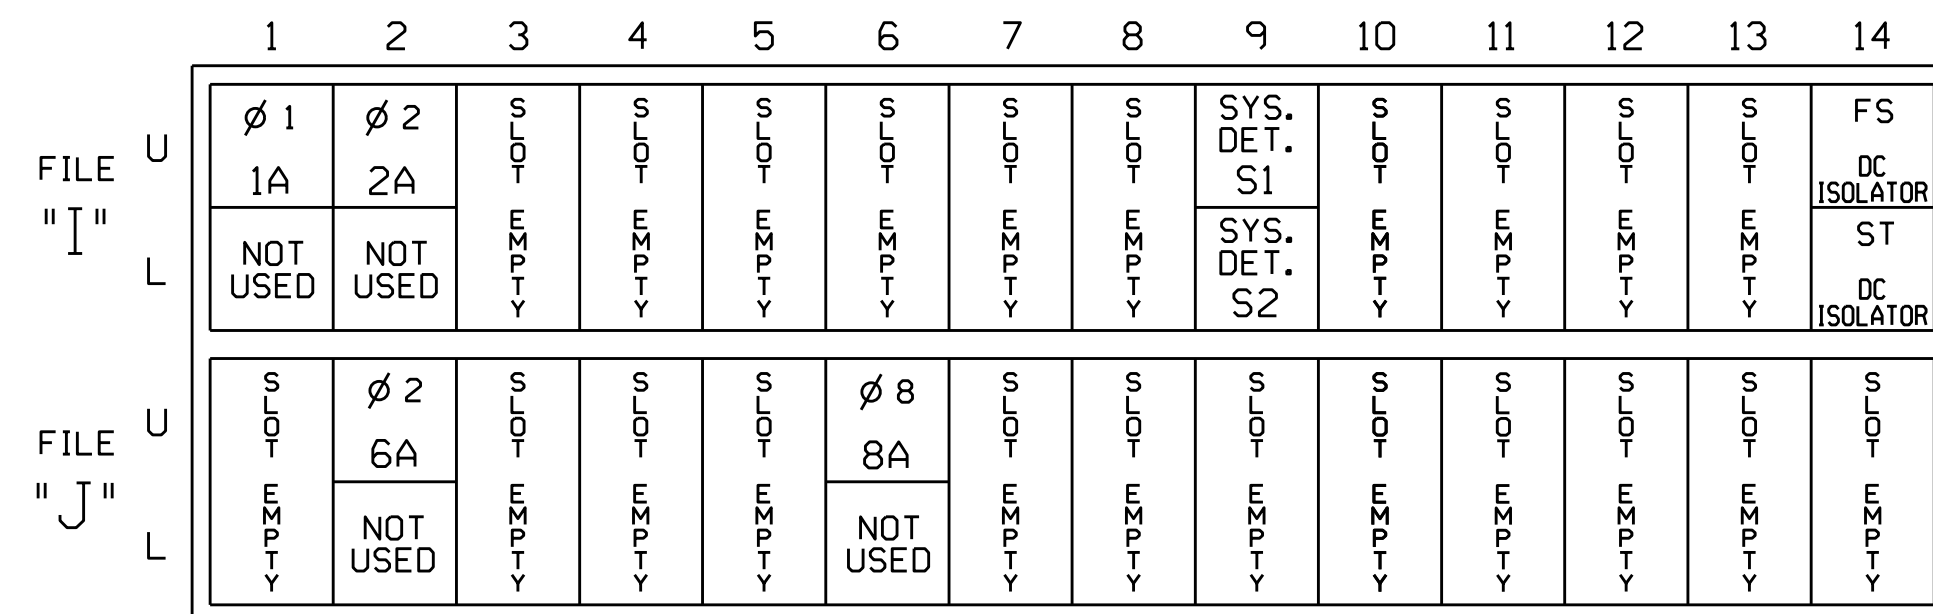 1 2 3 4 5 6 7 8 9 10 11 12 13 14
FILE "I"
U
L
Ø 1
1A
NOT
USED
Ø 2
2A
NOT
USED
SLOT EMPTY
SLOT EMPTY
SLOT EMPTY
SLOT EMPTY
SLOT EMPTY
SLOT EMPTY
SYS.
DET.
S1
SYS.
DET.
S2
SLOT EMPTY
SLOT EMPTY
SLOT EMPTY
SLOT EMPTY
FS
DC
ISOLATOR
ST
DC
ISOLATOR
FILE "J"
U
L
SLOT EMPTY
Ø 2
6A
NOT
USED
SLOT EMPTY
SLOT EMPTY
SLOT EMPTY
Ø 8
8A
NOT
USED
SLOT EMPTY
SLOT EMPTY
SLOT EMPTY
SLOT EMPTY
SLOT EMPTY
SLOT EMPTY
SLOT EMPTY
SLOT EMPTY